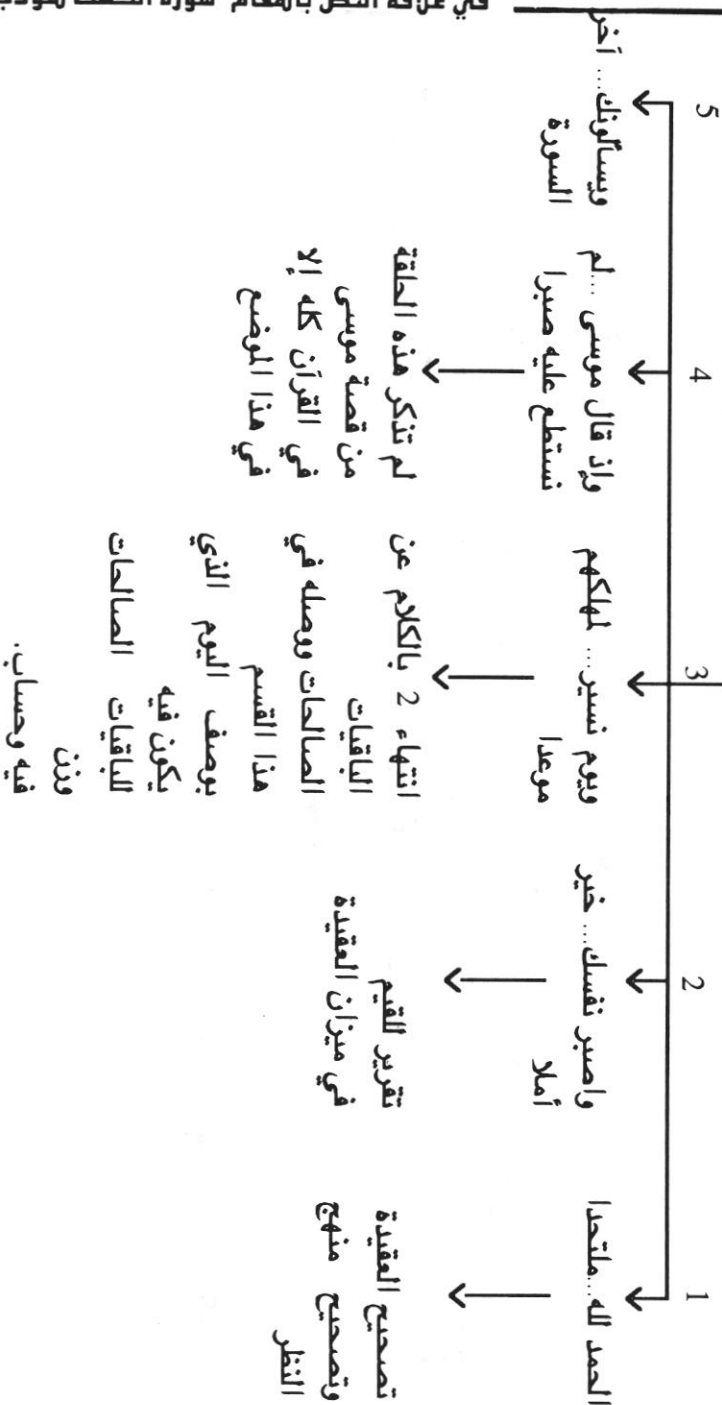 في علاقة النص بالمقام سورة الكهف
1
الحمد لله...ملتحدا
تصحيح العقيدة
وتصحيح منهج
النظر
2
واصبر نفسك... خير
أملا
تقرير القيم
في ميزان العقيدة
3
ويوم نسير... لمهلكهم
موعدا
انتهاء 2 بالكلام عن
الباقيات
الصالحات ووصله في
هذا القسم
بوصف اليوم الذي
يكون فيه
للباقيات الصالحات
وزن
فيه وحساب.
4
وإذ قال موسى ...لم
نستطع عليه صبرا
لم تذكر هذه الحلقة
من قصة موسى
في القرآن كله إلا
في هذا الموضع
5
ويسألونك... آخر
السورة